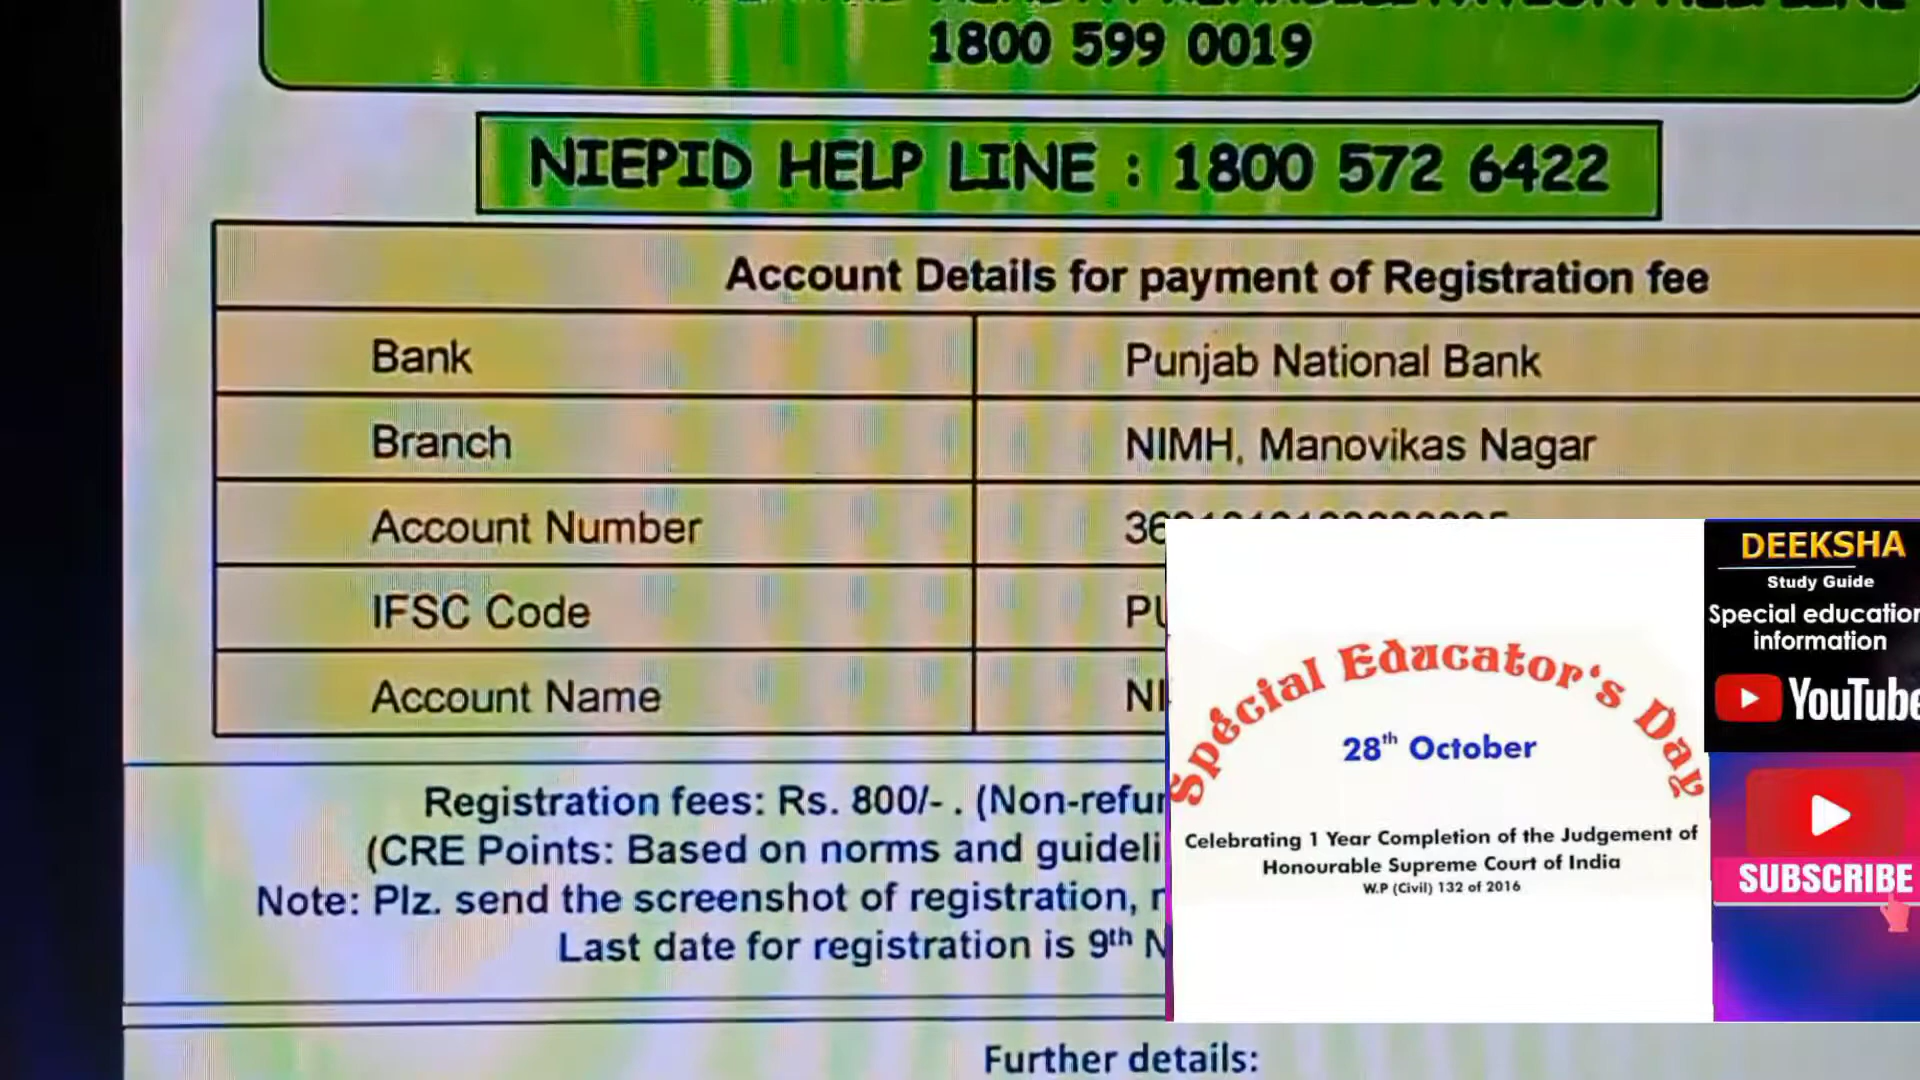 1800 599 0019
NIEPID HELP LINE : 1800 572 6422
Account Details for payment of Registration fee
Bank
Punjab National Bank
Branch
NIMH, Manovikas Nagar
Account Number
IFSC Code
Account Name
Registration fees: Rs. 800/- .
(CRE Points: Based on norms and
Note: Plz. send the screenshot of registration,
Last date for registration is 9th
Further details:
Special Educator's Day
28th October
Celebrating 1 Year Completion of the Judgement of
Honourable Supreme Court of India
W.P (Civil) 132 of 2016
DEEKSHA
Study Guide
Special education
information
YouTube
SUBSCRIBE